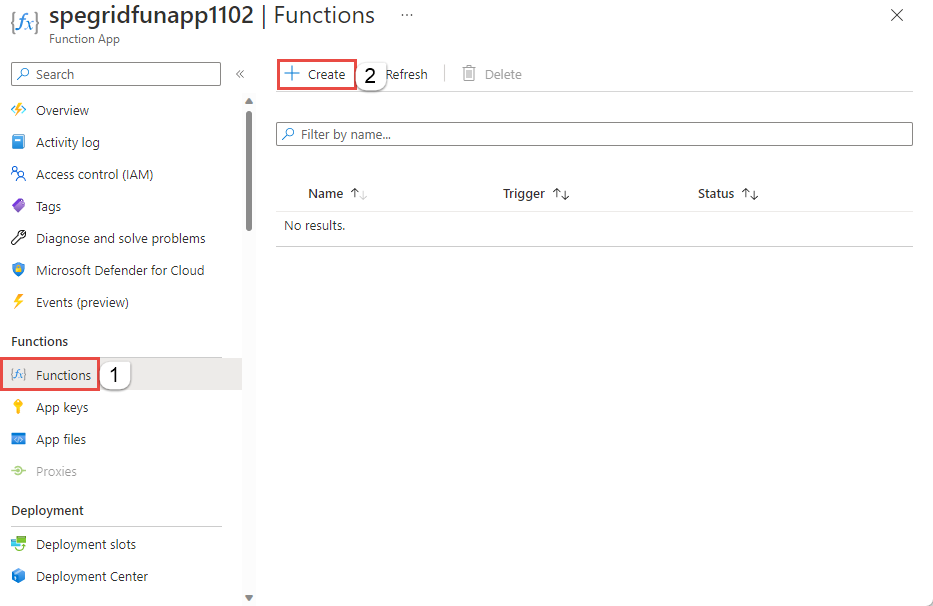 spegridfunapp1102 | Functions ...
Function App
Search
«
Create
2
Refresh
Delete
Overview
Activity log
Access control (IAM)
Tags
Diagnose and solve problems
Microsoft Defender for Cloud
Events (preview)
Functions
Functions
1
App keys
App files
Proxies
Deployment
Deployment slots
Deployment Center
Filter by name...
Name
Trigger
Status
No results.